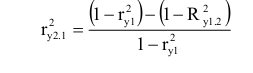 r²y2.1 = ((1 − r²y1) − (1 − R²y1.2)) / (1 − r²y1)